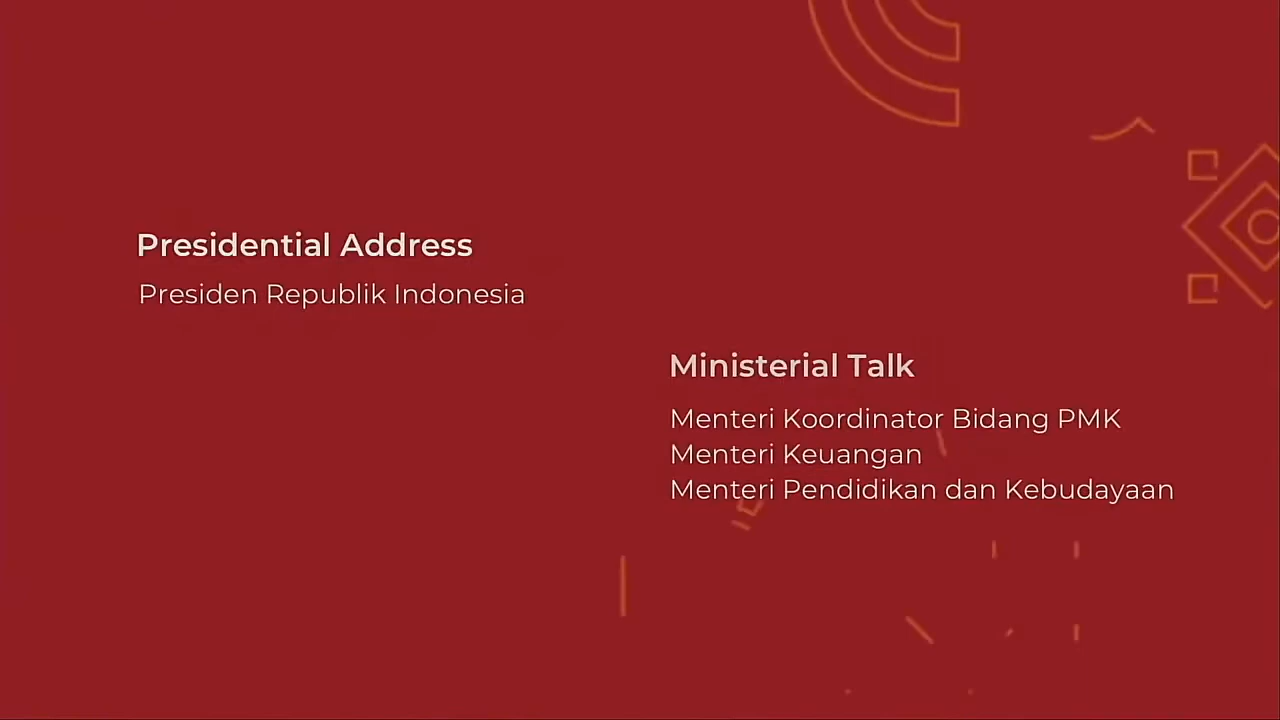 Presidential Address
Presiden Republik Indonesia
Ministerial Talk
Menteri Koordinator Bidang PMK
Menteri Keuangan
Menteri Pendidikan dan Kebudayaan